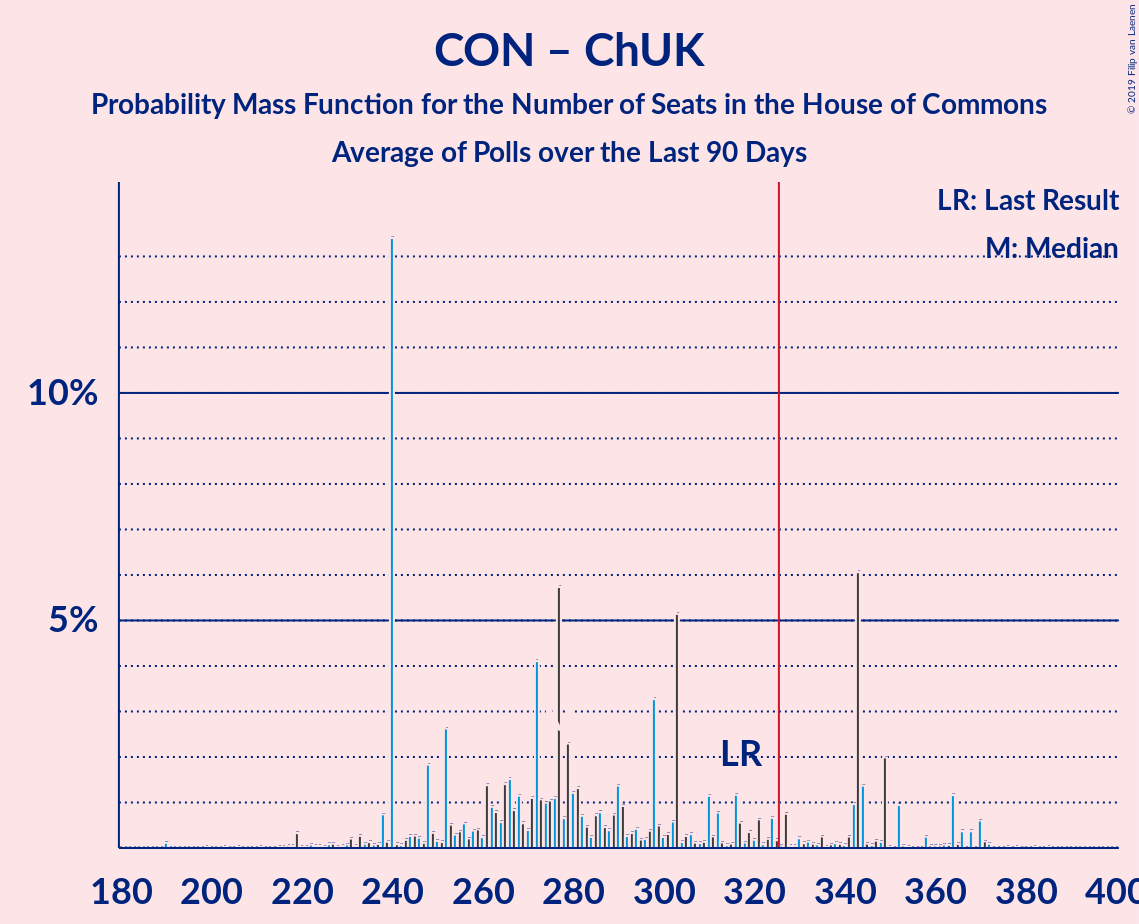 CON – ChUK
Probability Mass Function for the Number of Seats in the House of Commons
Average of Polls over the Last 90 Days
© 2019 Filip van Laenen
LR: Last Result
M: Median
10%
5%
LR
180 200 220 240 260 280 300 320 340 360 380 400